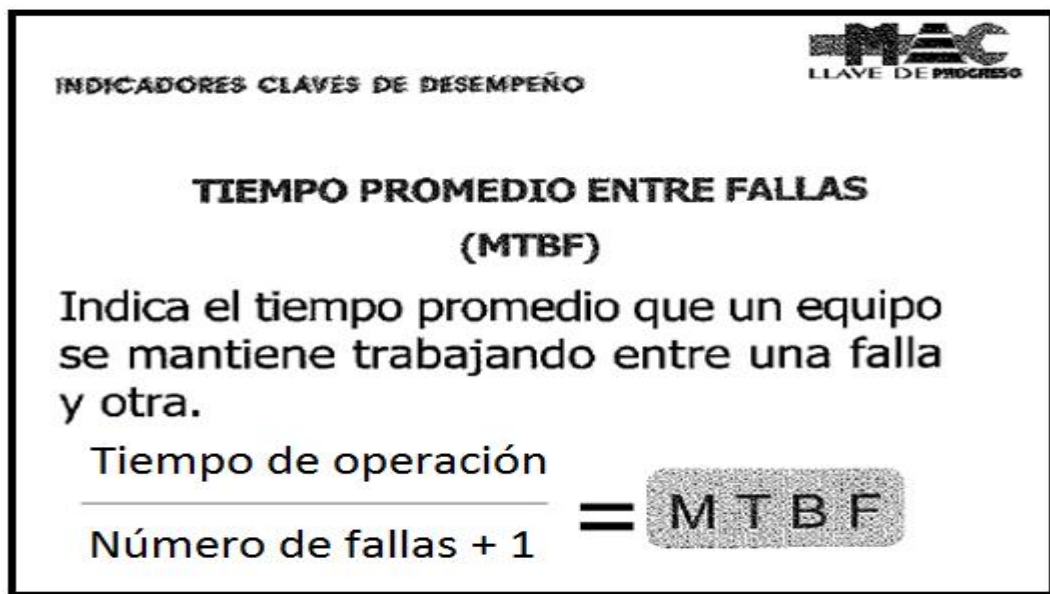 MAC
LLAVE DE PROGRESO
INDICADORES CLAVES DE DESEMPEÑO
TIEMPO PROMEDIO ENTRE FALLAS
(MTBF)
Indica el tiempo promedio que un equipo
se mantiene trabajando entre una falla
y otra.
Tiempo de operación
Número de fallas + 1
= MTBF